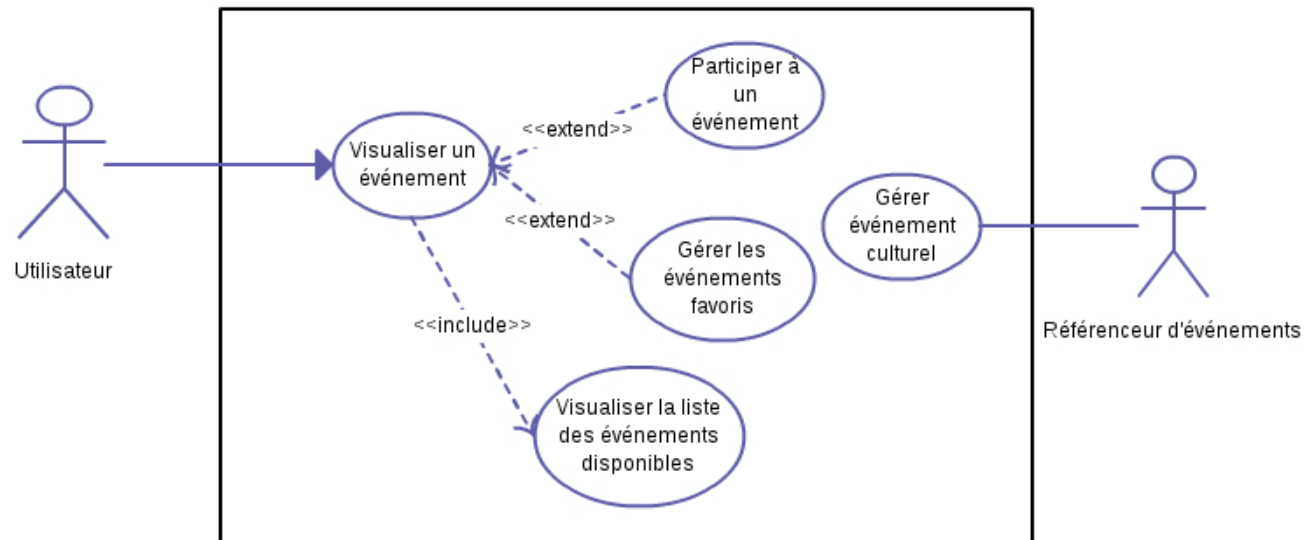 Participer à
un
événement
<<extend>>
Visualiser un
événement
Gérer
événement
culturel
<<extend>>
Gérer les
événements
favoris
Utilisateur
<<include>>
Référenceur d'événements
Visualiser la liste
des événements
disponibles